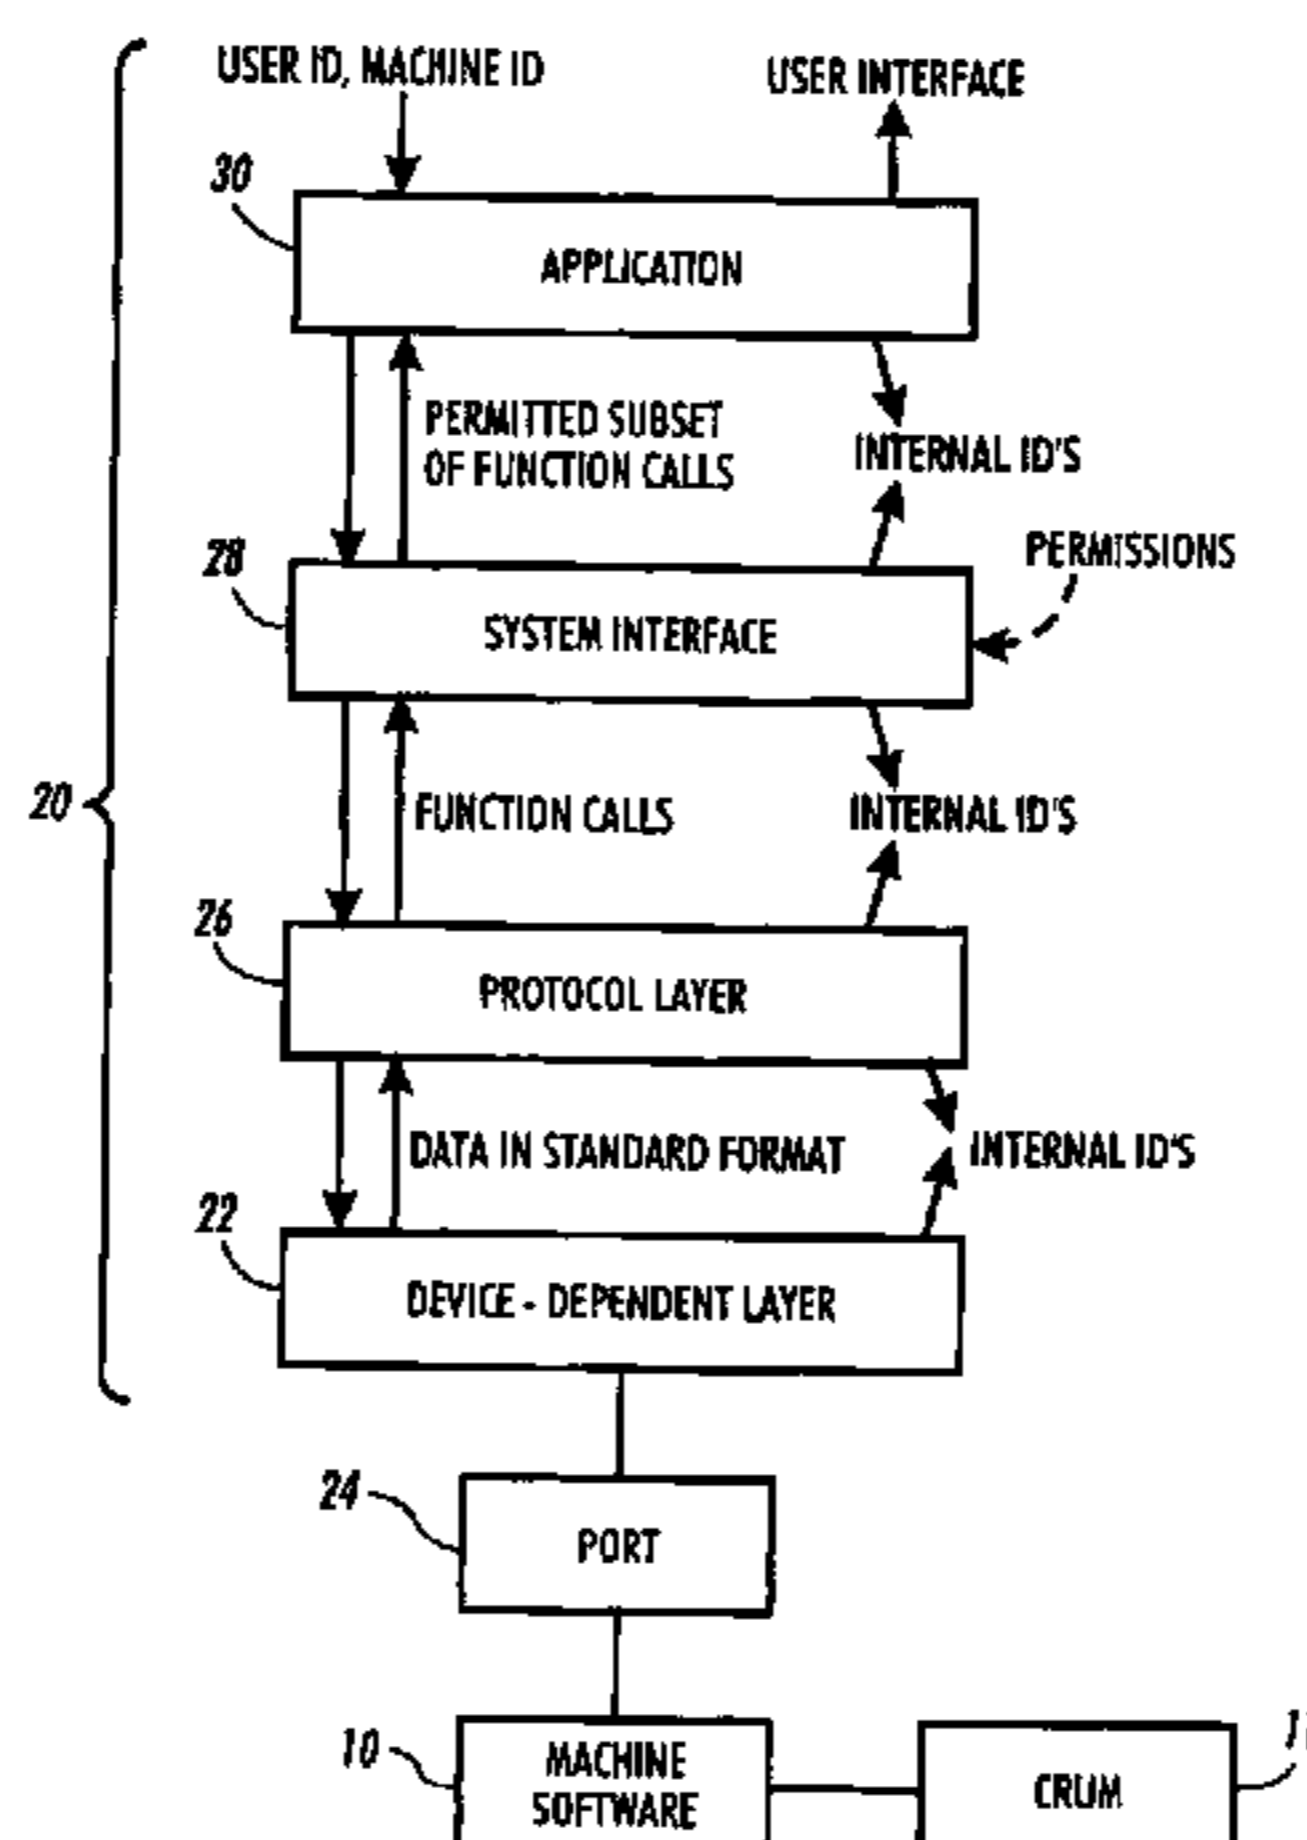 USER ID, MACHINE ID
USER INTERFACE
30
APPLICATION
PERMITTED SUBSET
OF FUNCTION CALLS
INTERNAL ID'S
28
PERMISSIONS
SYSTEM INTERFACE
20
FUNCTION CALLS
INTERNAL ID'S
26
PROTOCOL LAYER
DATA IN STANDARD FORMAT
INTERNAL ID'S
22
DEVICE - DEPENDENT LAYER
24
PORT
10
MACHINE
SOFTWARE
CRUM